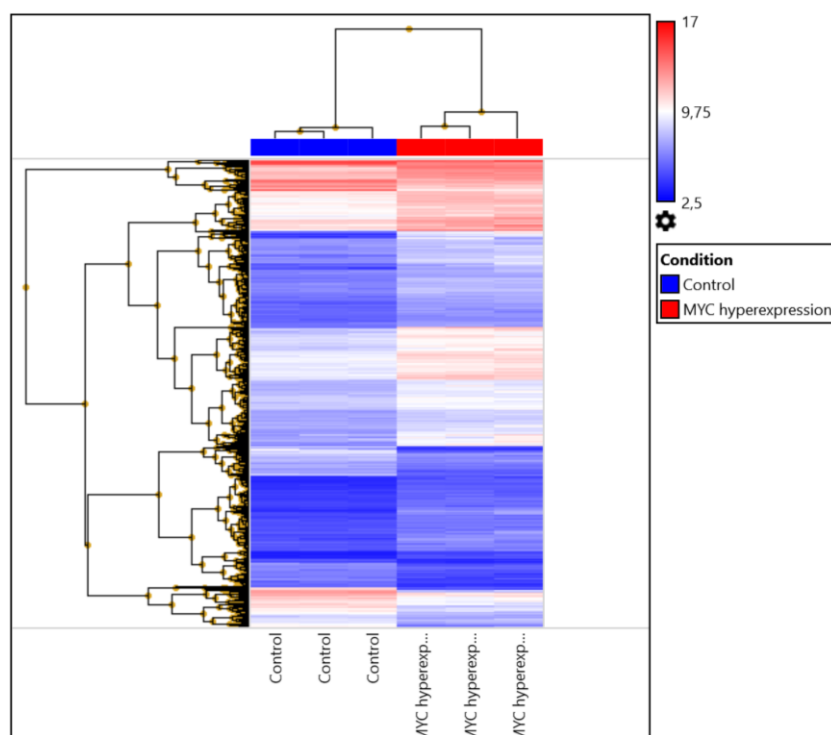 17
9,75
2,5
Condition
Control
MYC hyperexpression
Control
Control
Control
MYC hyperexp...
MYC hyperexp...
MYC hyperexp...